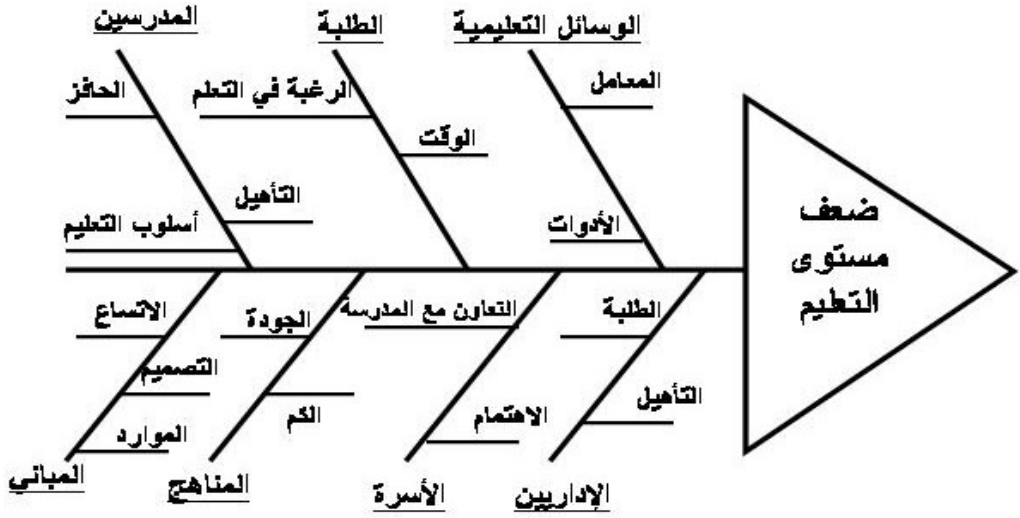 الوسائل التعليمية
المعامل
الأدوات
الطلبة
الرغبة في التعلم
الوقت
المدرسين
الحافز
التأهيل
أسلوب التعليم
ضعف
مستوى
التعليم
الطلبة
التأهيل
الإداريين
التعاون مع المدرسة
الاهتمام
الأسرة
الجودة
الكم
المناهج
الاتساع
التصميم
الموارد
المباني